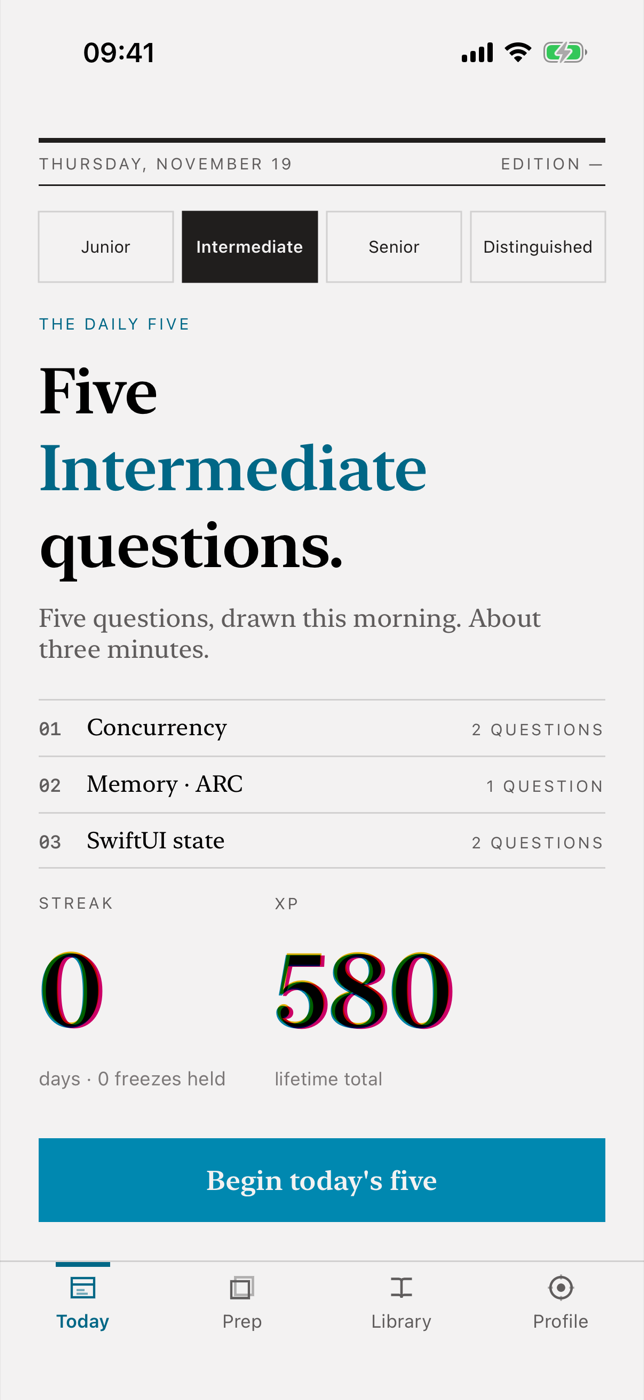 09:41
THURSDAY, NOVEMBER 19 EDITION —
Junior Intermediate Senior Distinguished
THE DAILY FIVE
Five
Intermediate
questions.
Five questions, drawn this morning. About
three minutes.
01 Concurrency 2 QUESTIONS
02 Memory · ARC 1 QUESTION
03 SwiftUI state 2 QUESTIONS
STREAK XP
0 580
days · 0 freezes held lifetime total
Begin today's five
Today Prep Library Profile